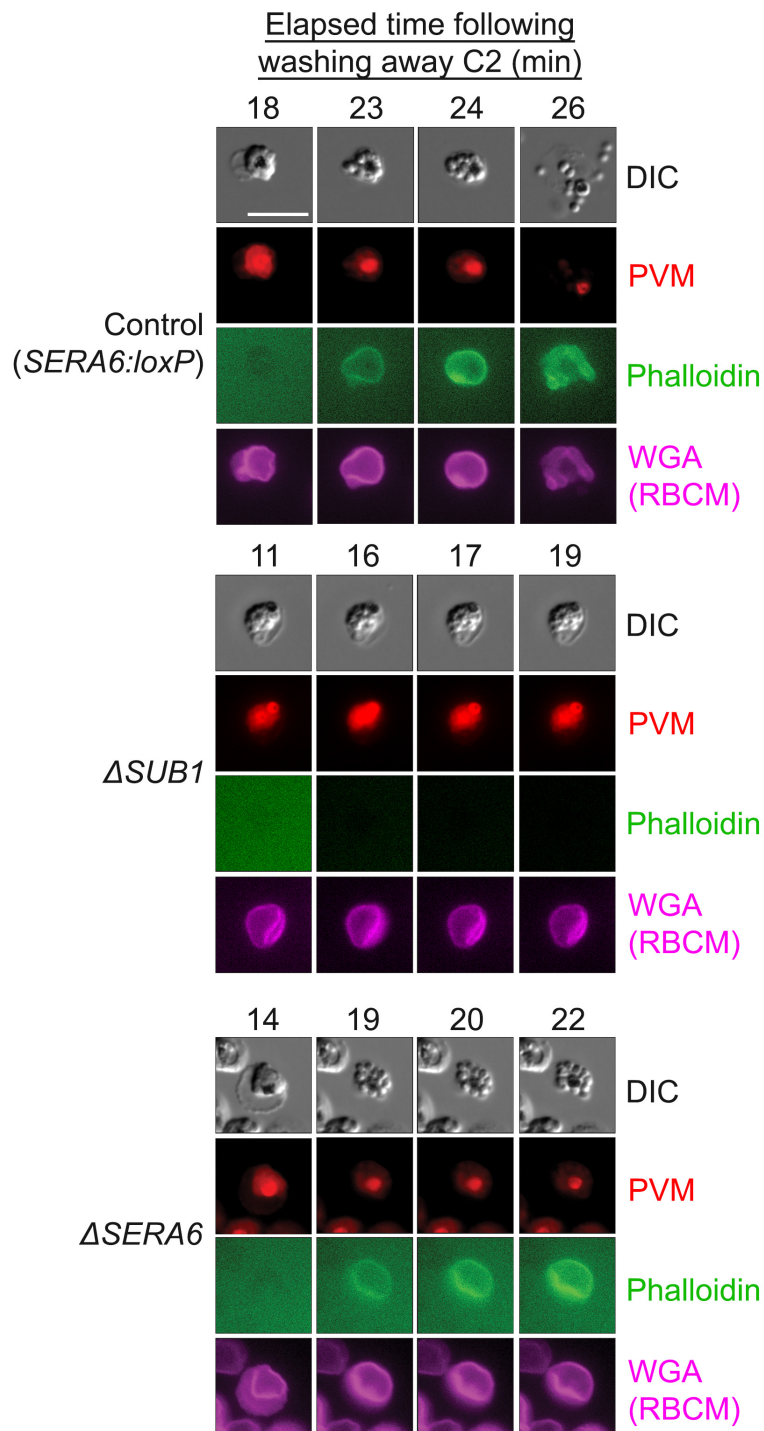 Elapsed time following
washing away C2 (min)
18 23 24 26
DIC
PVM
Control
(SERA6:loxP)
Phalloidin
WGA
(RBCM)
11 16 17 19
DIC
PVM
ΔSUB1
Phalloidin
WGA
(RBCM)
14 19 20 22
DIC
PVM
ΔSERA6
Phalloidin
WGA
(RBCM)